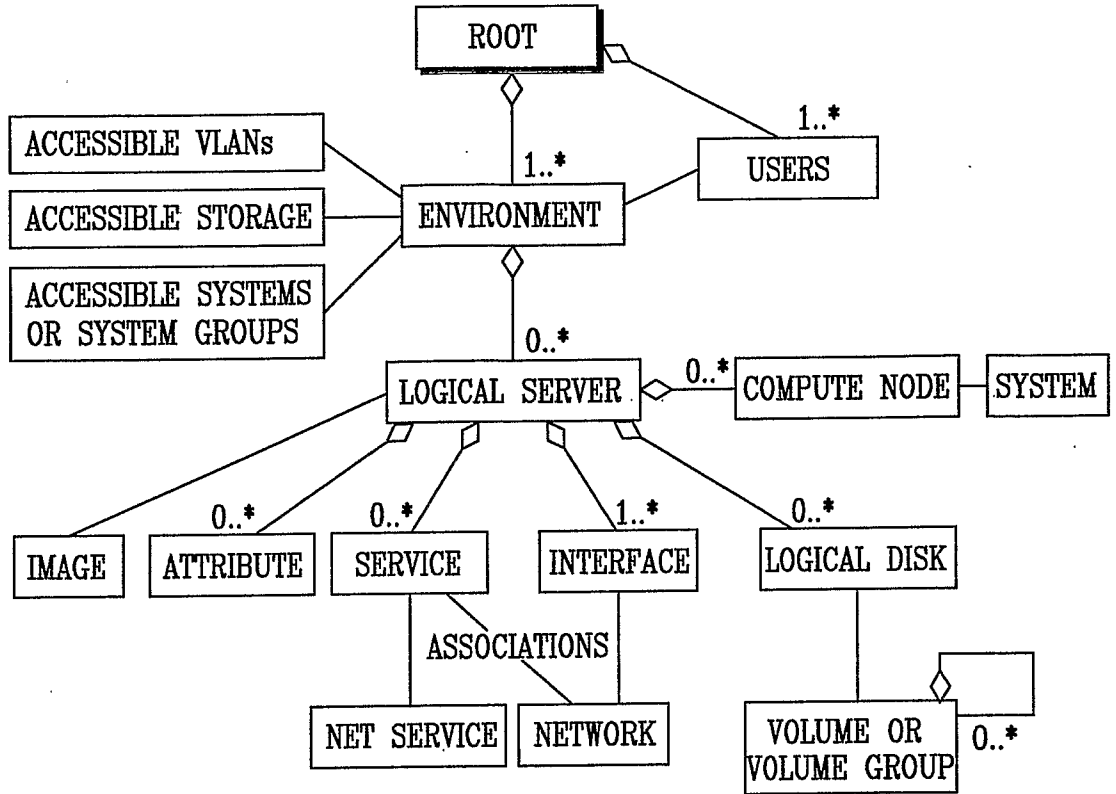 ROOT
1..*
1..*
ACCESSIBLE VLANs
USERS
ACCESSIBLE STORAGE
ENVIRONMENT
ACCESSIBLE SYSTEMS
OR SYSTEM GROUPS
0..*
0..*
LOGICAL SERVER
COMPUTE NODE
SYSTEM
0..*
0..*
1..*
0..*
IMAGE
ATTRIBUTE
SERVICE
INTERFACE
LOGICAL DISK
ASSOCIATIONS
NET SERVICE
NETWORK
VOLUME OR
VOLUME GROUP
0..*